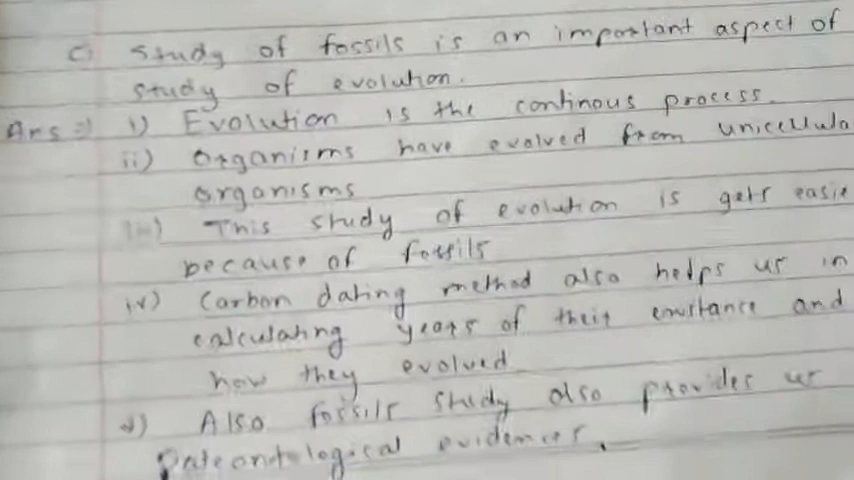 c) Study of fossils is an important aspect of
study of evolution.
Ans ⇒ i) Evolution is the continous process.
ii) Organisms have evolved from unicellula
organisms
iii) This study of evolution is gets easie
because of fossils
iv) Carbon dating method also helps us in
calculating years of their and
how they evolved
v) Also fossils study also provides us
Paleontological evidences.